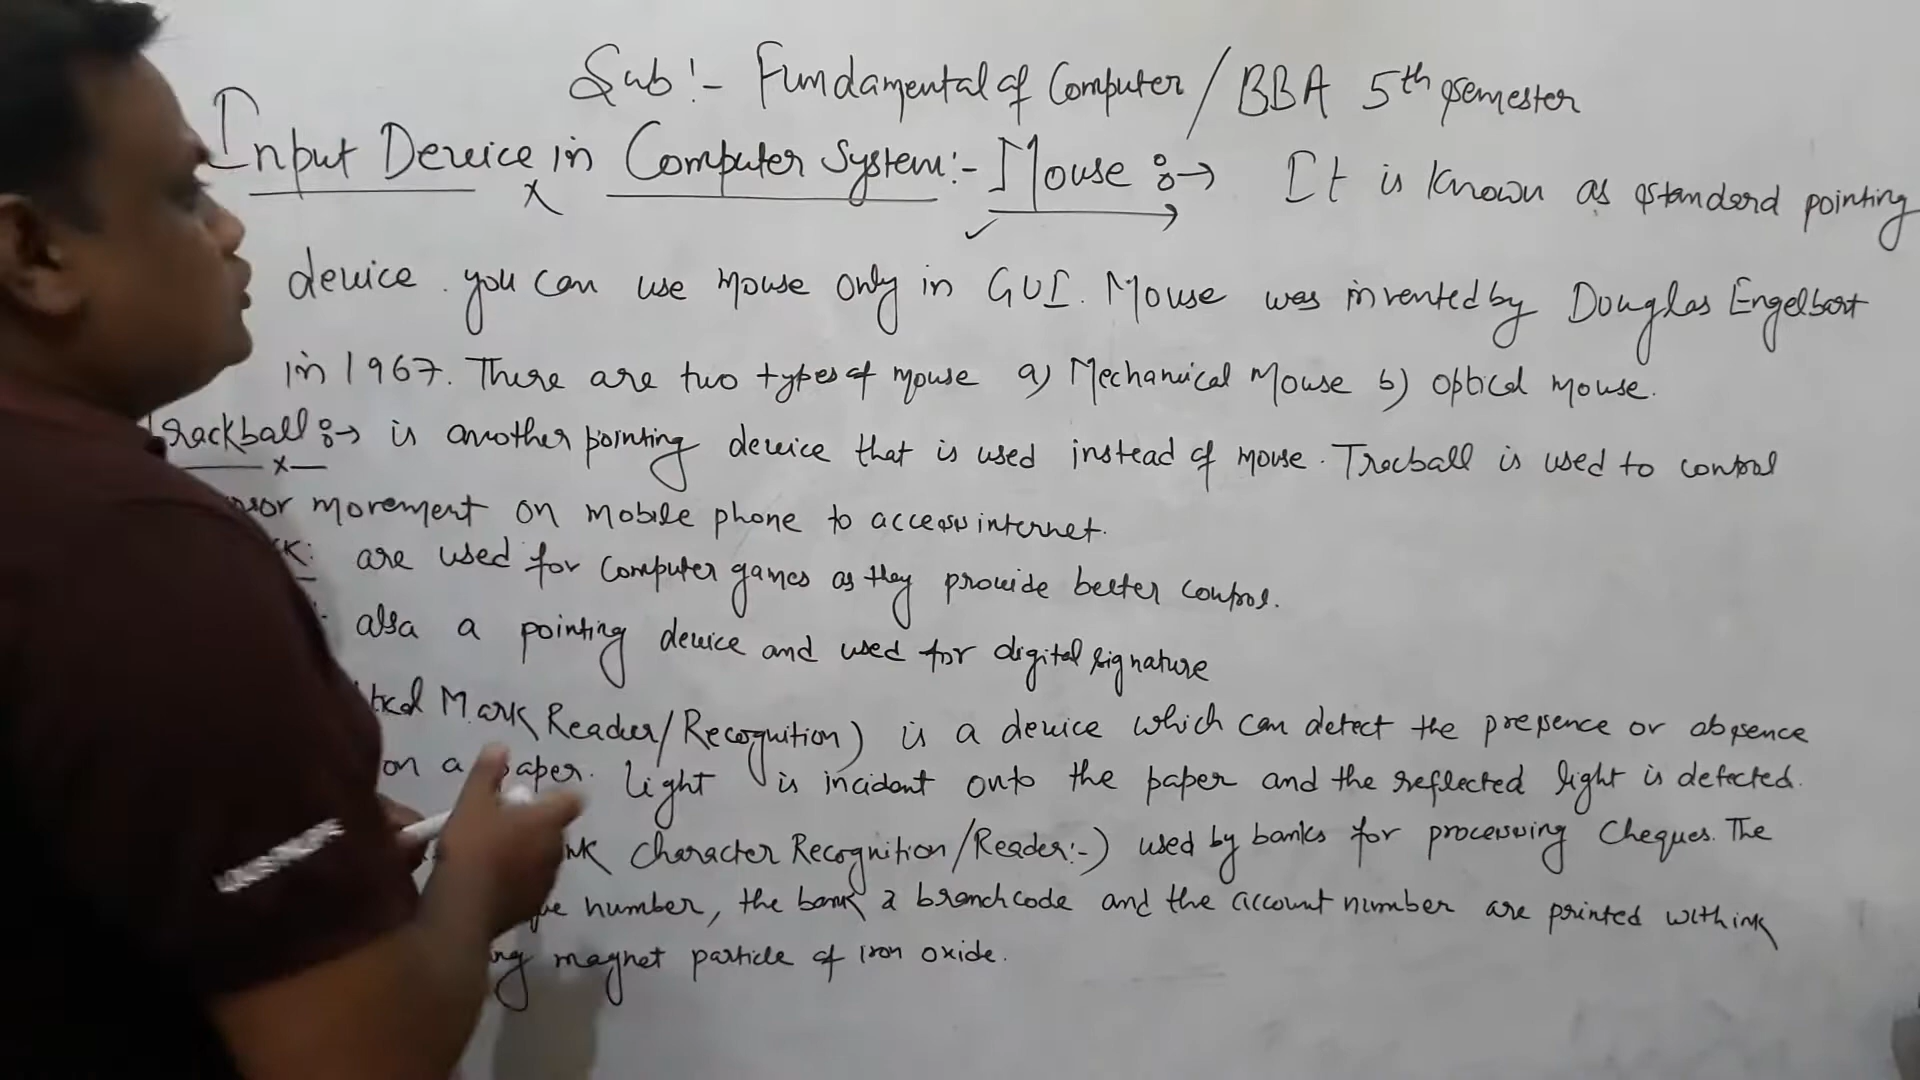 Sub:- Fundamental of Computer / BBA 5th semester
Input Device in Computer System:- Mouse :→ It is known as standard pointing
device. you can use mouse only in GUI. Mouse was invented by Douglas Engelbart
in 1967. There are two types of mouse a) Mechanical Mouse b) optical mouse.
Trackball :→ is another pointing device that is used instead of mouse. Tracball is used to control
movement on mobile phone to access internet.
are used for computer games as they provide better control.
also a pointing device and used for digital signature
Mark Reader/Recognition) is a device which can detect the presence or absence
on a paper. light is incident onto the paper and the reflected light is detected.
Character Recognition/Reader:-) used by banks for processing Cheques. The
number, the bank & branch code and the account number are printed with ink
magnet particle of iron oxide.